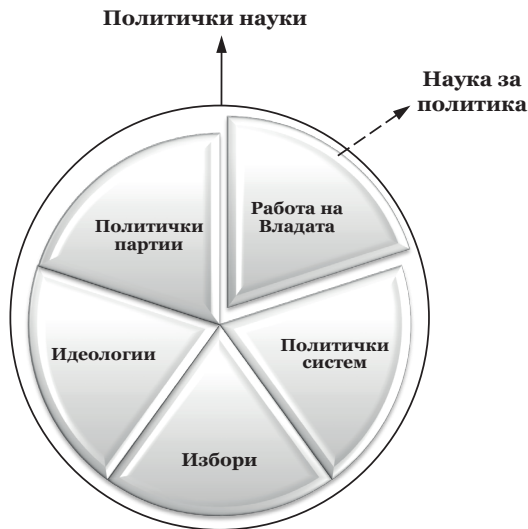 Политички науки
Наука за
политика
Работа на
Владата
Политички
партии
Политички
систем
Идеологии
Избори